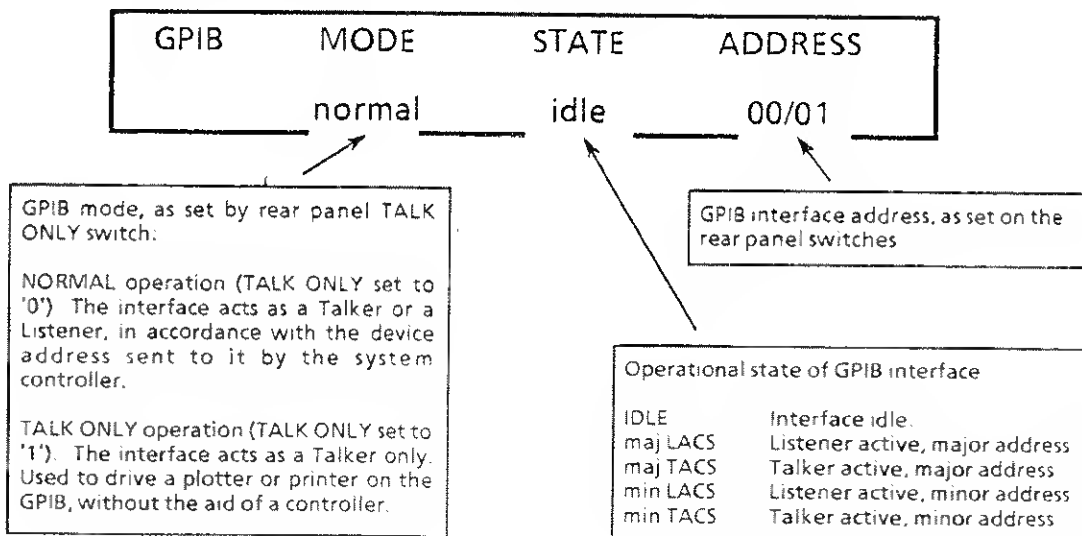 GPIB MODE STATE ADDRESS
normal idle 00/01
GPIB mode, as set by rear panel TALK
ONLY switch:
NORMAL operation (TALK ONLY set to
'0') The interface acts as a Talker or a
Listener, in accordance with the device
address sent to it by the system
controller.
TALK ONLY operation (TALK ONLY set to
'1'). The interface acts as a Talker only.
Used to drive a plotter or printer on the
GPIB, without the aid of a controller.
GPIB interface address, as set on the
rear panel switches
Operational state of GPIB interface
IDLE Interface idle.
maj LACS Listener active, major address
maj TACS Talker active, major address
min LACS Listener active, minor address
min TACS Talker active, minor address